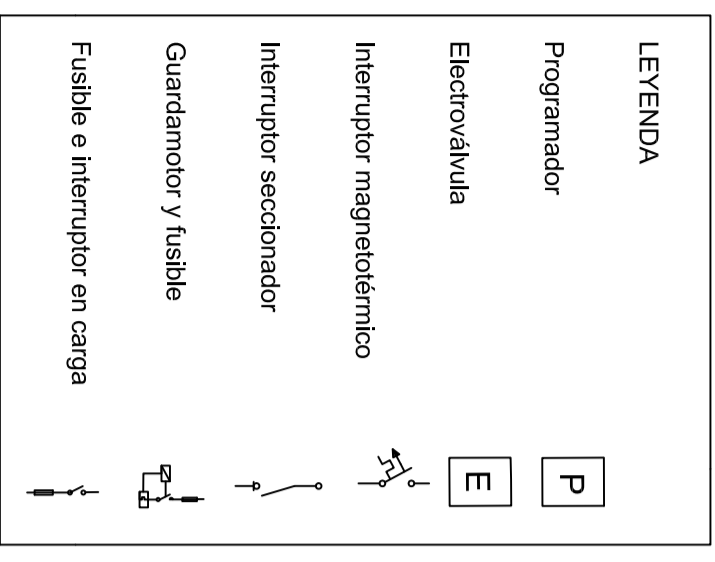 LEYENDA
Programador P
Electroválvula E
Interruptor magnetotérmico
Interruptor seccionador
Guardamotor y fusible
Fusible e interruptor en carga